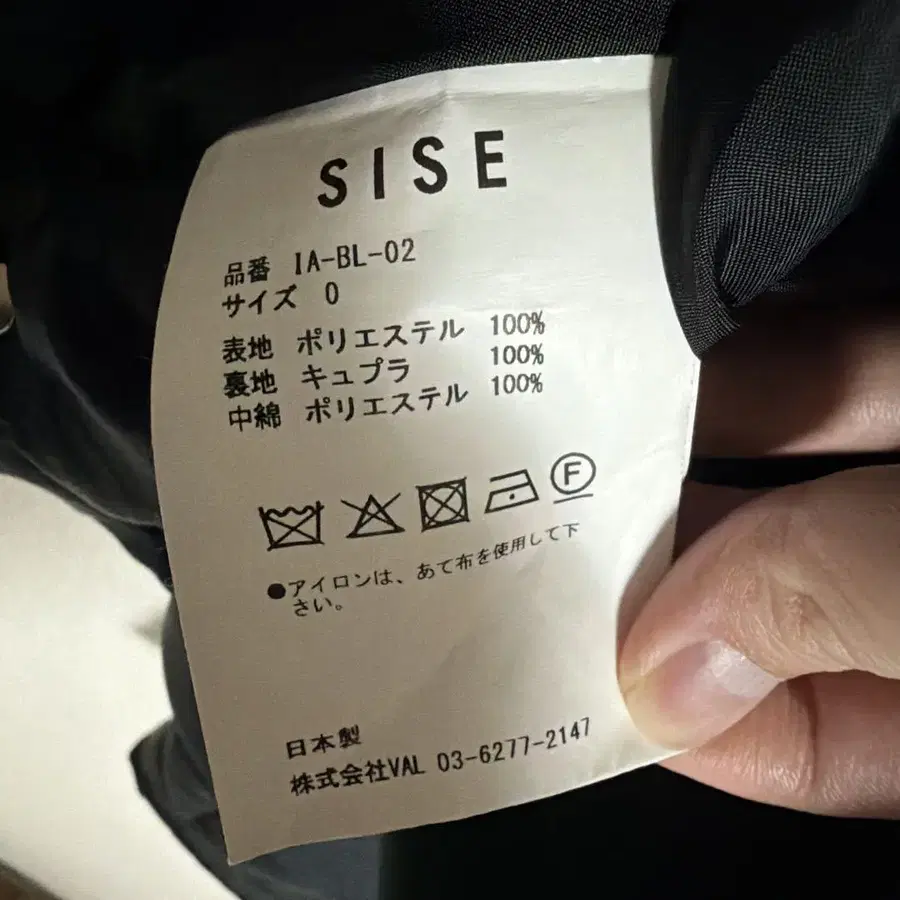 SISE
品番 IA-BL-02
サイズ 0
表地 ポリエステル 100%
裏地 キュプラ 100%
中綿 ポリエステル 100%
F
●アイロンは、あて布を使用して下
さい。
日本製
株式会社VAL 03-6277-2147